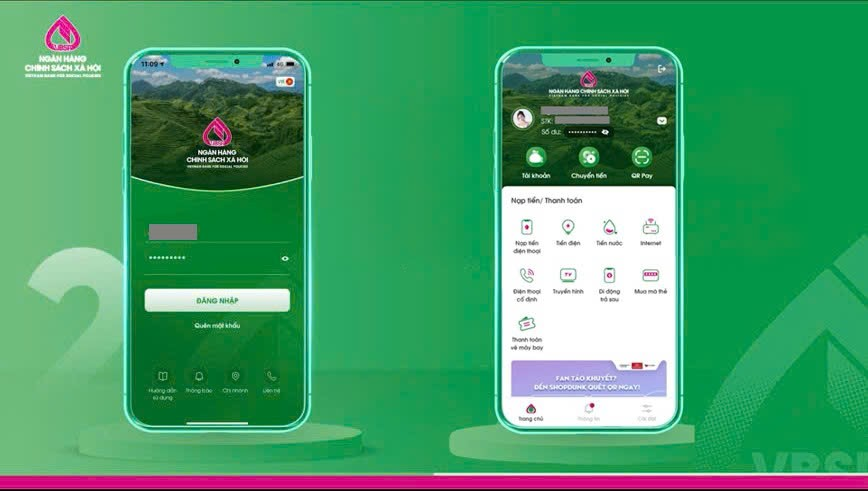 VBSP
NGÂN HÀNG
CHÍNH SÁCH XÃ HỘI
VIETNAM BANK FOR SOCIAL POLICIES
11:09
VN
NGÂN HÀNG
CHÍNH SÁCH XÃ HỘI
VIETNAM BANK FOR SOCIAL POLICIES
•••••••••
ĐĂNG NHẬP
Quên mật khẩu
Hướng dẫn
sử dụng
Thông báo
Chi nhánh
Liên hệ
NGÂN HÀNG
CHÍNH SÁCH XÃ HỘI
VIETNAM BANK FOR SOCIAL POLICIES
STK:
Số dư: ••••••••••
Tài khoản
Chuyển tiền
QR Pay
Nạp tiền/ Thanh toán
Nạp tiền
điện thoại
Tiền điện
Tiền nước
Internet
Điện thoại
cố định
TV
Truyền hình
Di động
trả sau
Mua mã thẻ
Thanh toán
vé máy bay
FAN TÁO KHUYẾT?
ĐẾN SHOPDUNK QUÉT QR NGAY!
Trang chủ
Thông tin
Cài đặt
2
VBSP